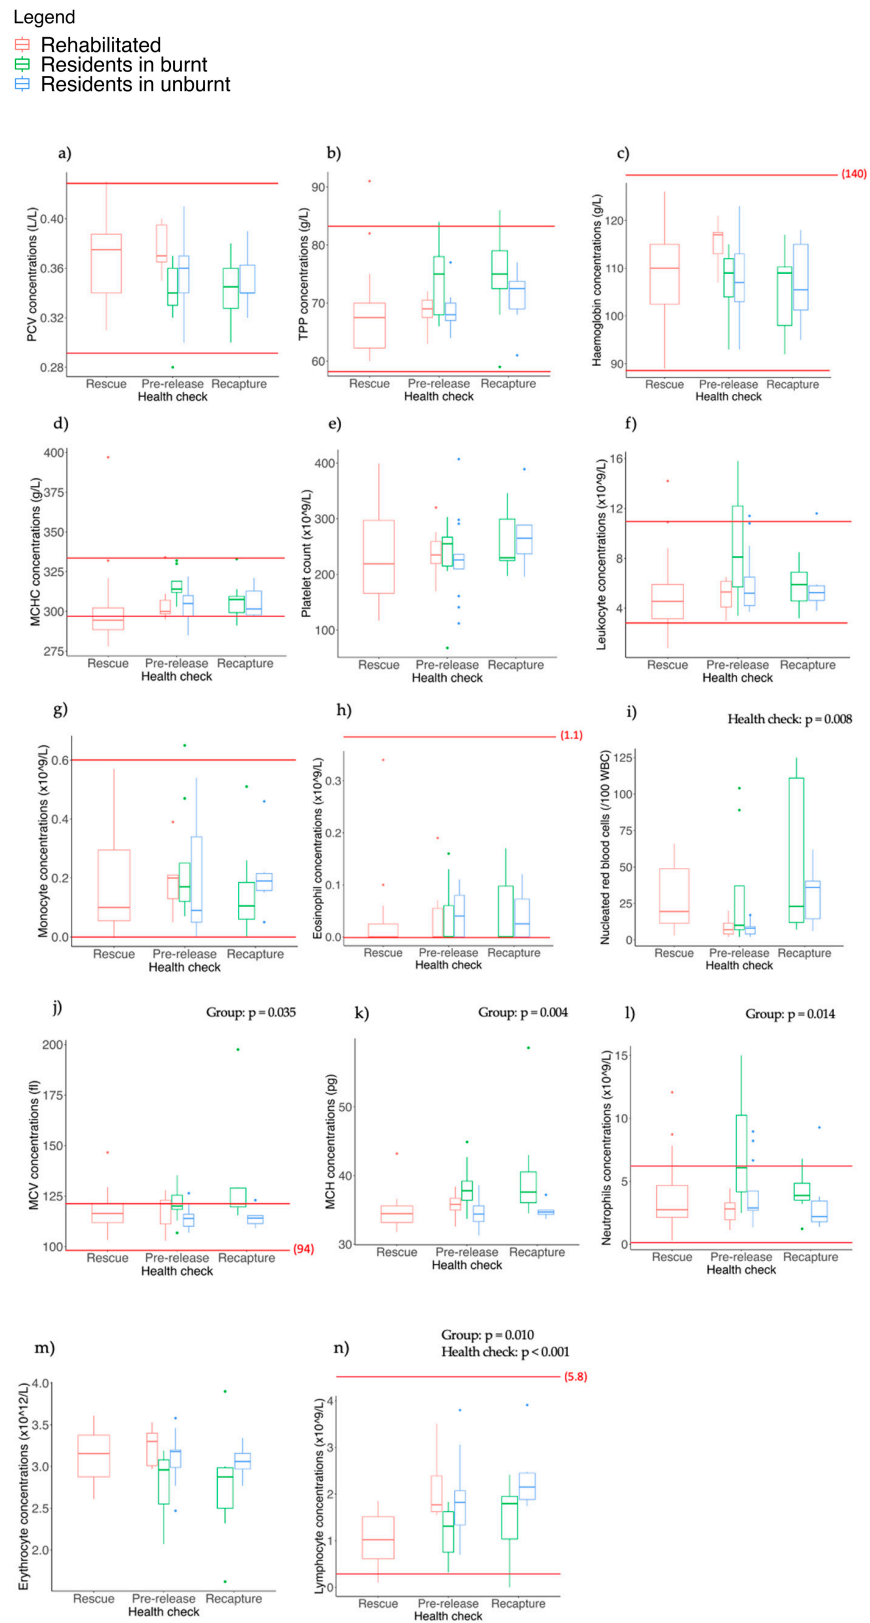 Legend
Rehabilitated
Residents in burnt
Residents in unburnt
a)
PCV concentrations (L/L)
0.40
0.36
0.32
0.28
Rescue Pre-release Recapture
Health check
b)
TPP concentrations (g/L)
90
80
70
60
Rescue Pre-release Recapture
Health check
c)
(140)
Haemoglobin concentrations (g/L)
120
110
100
90
Rescue Pre-release Recapture
Health check
d)
MCHC concentrations (g/L)
400
375
350
325
300
275
Rescue Pre-release Recapture
Health check
e)
Platelet count (x10^9/L)
400
300
200
100
Rescue Pre-release Recapture
Health check
f)
Leukocyte concentrations (x10^9/L)
16
12
8
4
Rescue Pre-release Recapture
Health check
g)
Monocyte concentrations (x10^9/L)
0.6
0.4
0.2
0.0
Rescue Pre-release Recapture
Health check
h)
(1.1)
Eosinophil concentrations (x10^9/L)
0.3
0.2
0.1
0.0
Rescue Pre-release Recapture
Health check
i)
Health check: p = 0.008
Nucleated red blood cells (/100 WBC)
125
100
75
50
25
0
Rescue Pre-release Recapture
Health check
j)
Group: p = 0.035
MCV concentrations (fl)
200
175
150
125
100
(94)
Rescue Pre-release Recapture
Health check
k)
Group: p = 0.004
MCH concentrations (pg)
50
40
30
Rescue Pre-release Recapture
Health check
l)
Group: p = 0.014
Neutrophils concentrations (x10^9/L)
15
10
5
0
Rescue Pre-release Recapture
Health check
m)
Erythrocyte concentrations (x10^12/L)
4.0
3.5
3.0
2.5
2.0
Rescue Pre-release Recapture
Health check
n)
Group: p = 0.010
Health check: p < 0.001
(5.8)
Lymphocyte concentrations (x10^9/L)
4
3
2
1
0
Rescue Pre-release Recapture
Health check